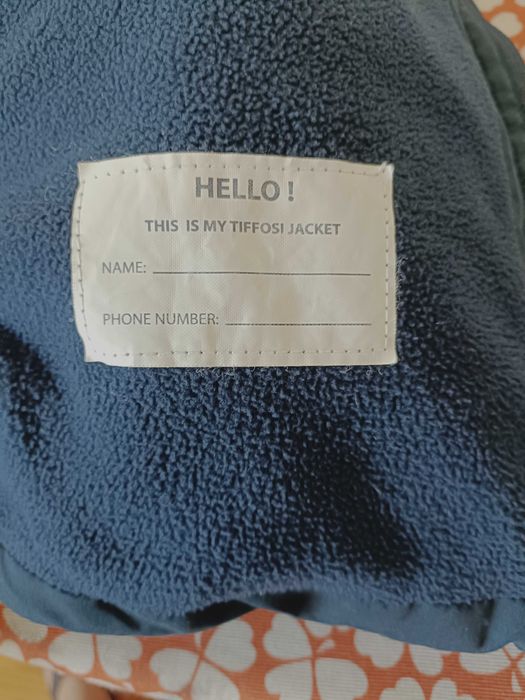 HELLO !
THIS IS MY TIFFOSI JACKET
NAME:
PHONE NUMBER: